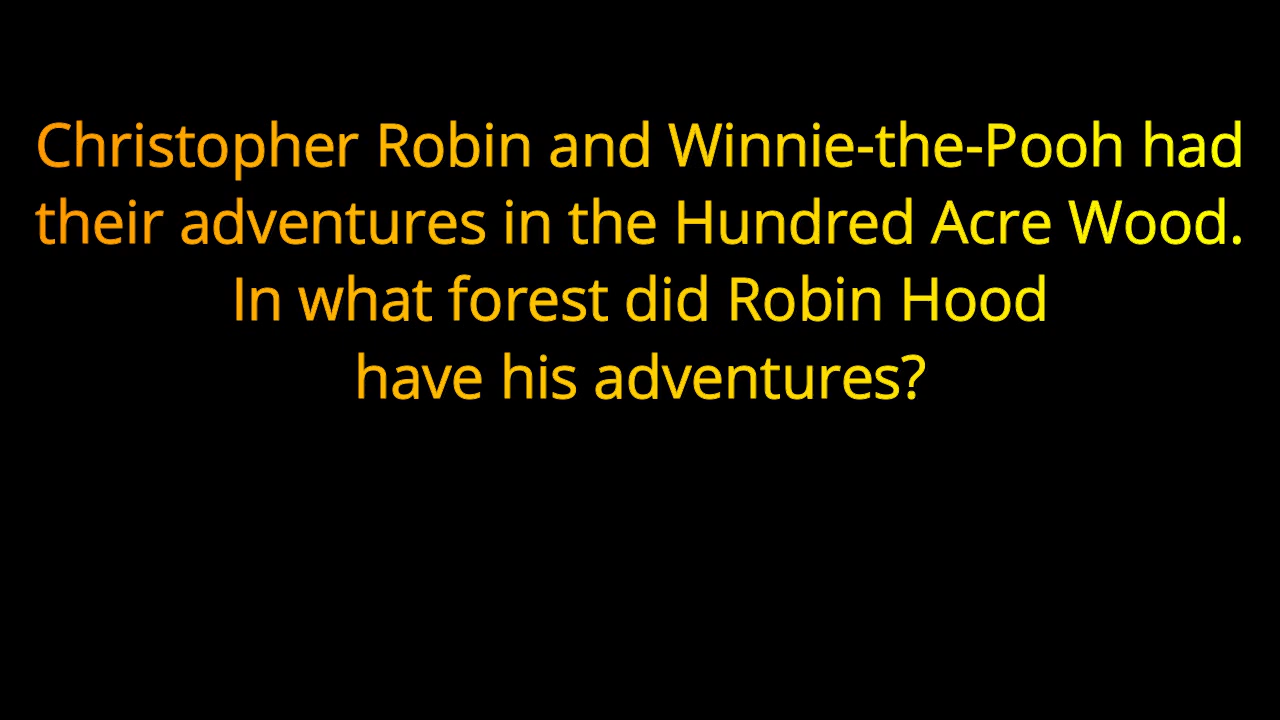 Christopher Robin and Winnie-the-Pooh had
their adventures in the Hundred Acre Wood.
In what forest did Robin Hood
have his adventures?